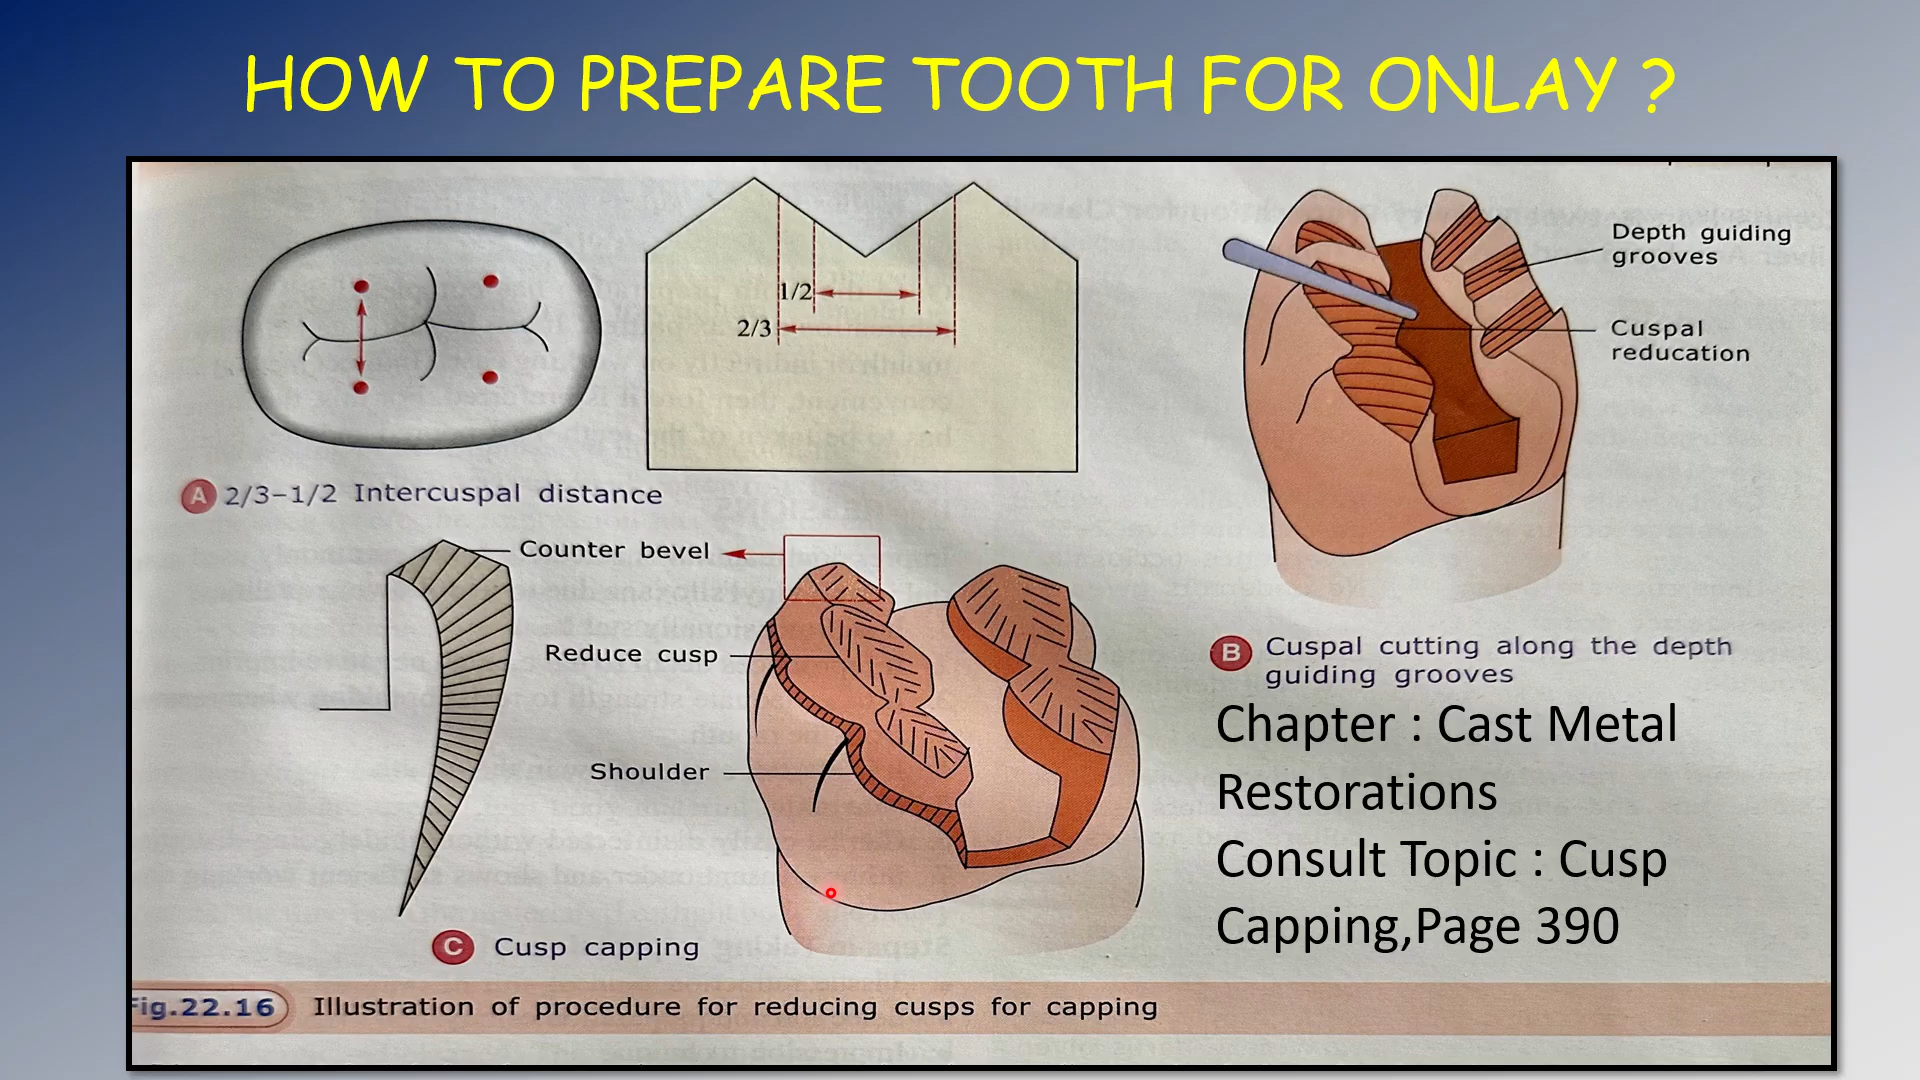 HOW TO PREPARE TOOTH FOR ONLAY ?
1/2
2/3
A 2/3-1/2 Intercuspal distance
Depth guiding
grooves
Cuspal
reducation
B Cuspal cutting along the depth
guiding grooves
Counter bevel
Reduce cusp
Shoulder
C Cusp capping
Chapter : Cast Metal
Restorations
Consult Topic : Cusp
Capping,Page 390
Fig.22.16 Illustration of procedure for reducing cusps for capping